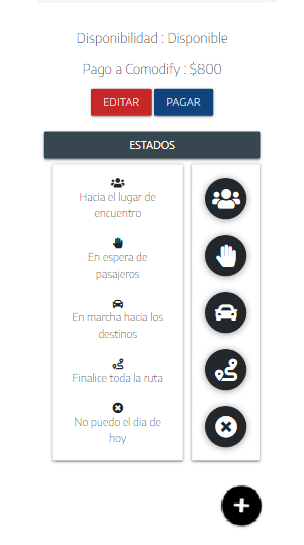 Disponibilidad : Disponible
Pago a Comodify : $800
EDITAR PAGAR
ESTADOS
Hacia el lugar de
encuentro
En espera de
pasajeros
En marcha hacia los
destinos
Finalice toda la ruta
No puedo el dia de
hoy